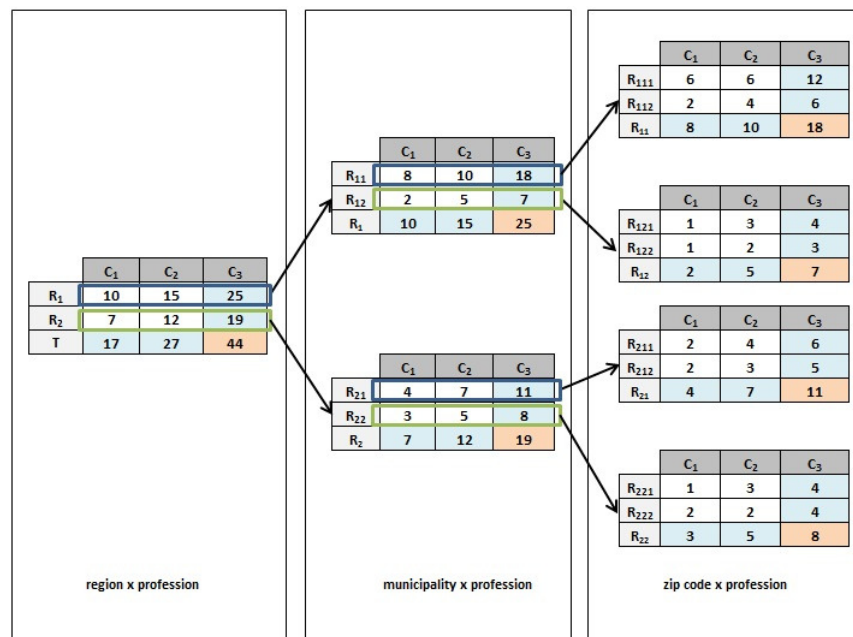 C1 C2 C3
R1 10 15 25
R2 7 12 19
T 17 27 44
region x profession
C1 C2 C3
R11 8 10 18
R12 2 5 7
R1 10 15 25
C1 C2 C3
R21 4 7 11
R22 3 5 8
R2 7 12 19
municipality x profession
C1 C2 C3
R111 6 6 12
R112 2 4 6
R11 8 10 18
C1 C2 C3
R121 1 3 4
R122 1 2 3
R12 2 5 7
C1 C2 C3
R211 2 4 6
R212 2 3 5
R21 4 7 11
C1 C2 C3
R221 1 3 4
R222 2 2 4
R22 3 5 8
zip code x profession